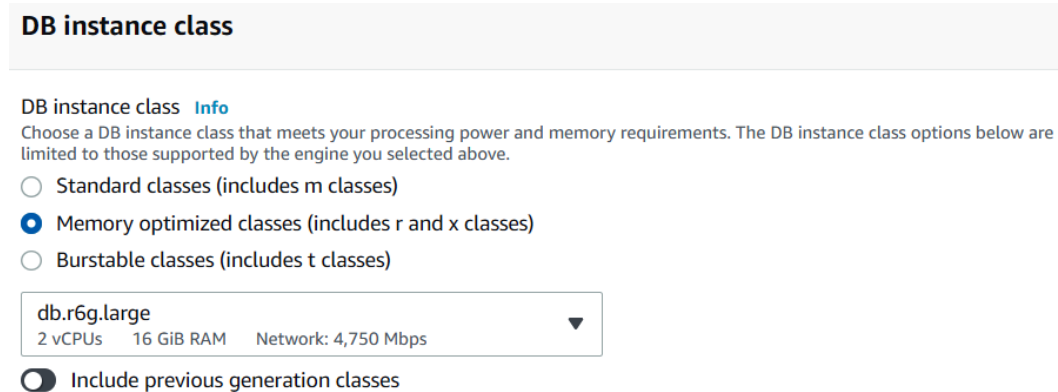 DB instance class
DB instance class Info
Choose a DB instance class that meets your processing power and memory requirements. The DB instance class options below are
limited to those supported by the engine you selected above.
Standard classes (includes m classes)
Memory optimized classes (includes r and x classes)
Burstable classes (includes t classes)
db.r6g.large
2 vCPUs 16 GiB RAM Network: 4,750 Mbps
Include previous generation classes